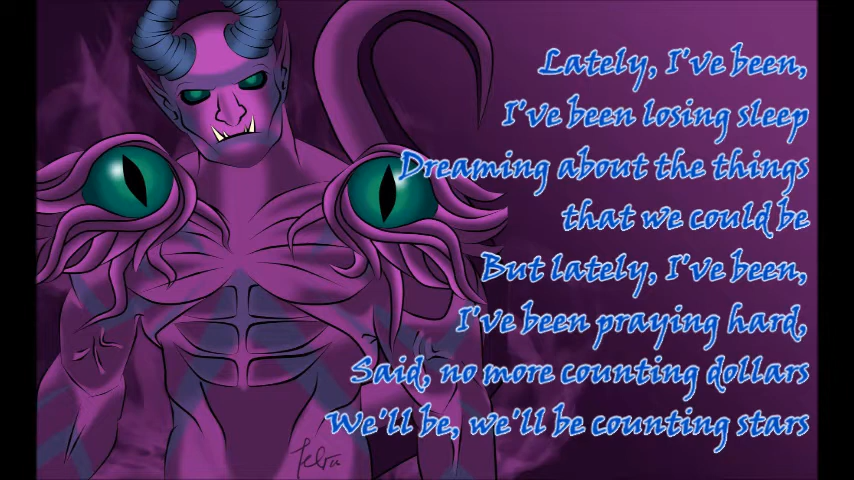 Lately, I've been,
I've been losing sleep
Dreaming about the things
that we could be
But lately, I've been,
I've been praying hard,
Said, no more counting dollars
We'll be, we'll be counting stars